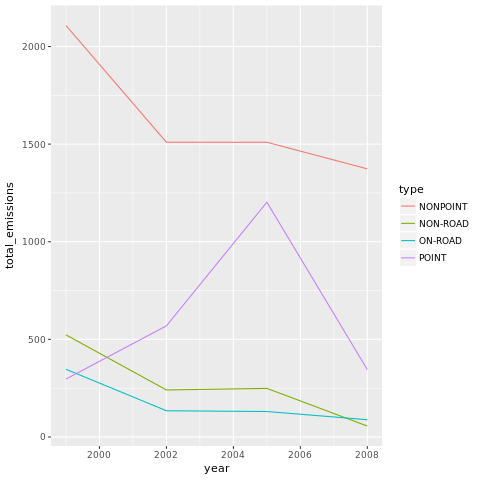 2000
1500
1000
500
0
total_emissions
2000 2002 2004 2006 2008
year
type
NONPOINT
NON-ROAD
ON-ROAD
POINT